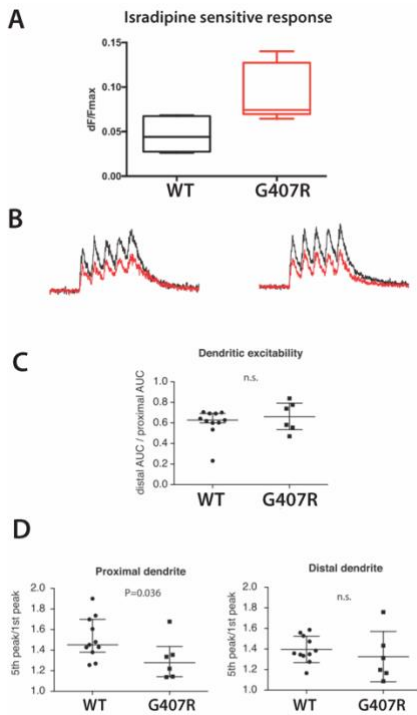 A
Isradipine sensitive response
dF/Fmax
0.15
0.10
0.05
0.00
WT G407R
B
C
Dendritic excitability
n.s.
distal AUC / proximal AUC
1.0
0.8
0.6
0.4
0.2
0.0
WT G407R
D
Proximal dendrite
P=0.036
5th peak/1st peak
2.0
1.8
1.6
1.4
1.2
1.0
WT G407R
Distal dendrite
n.s.
5th peak/1st peak
2.0
1.8
1.6
1.4
1.2
1.0
WT G407R